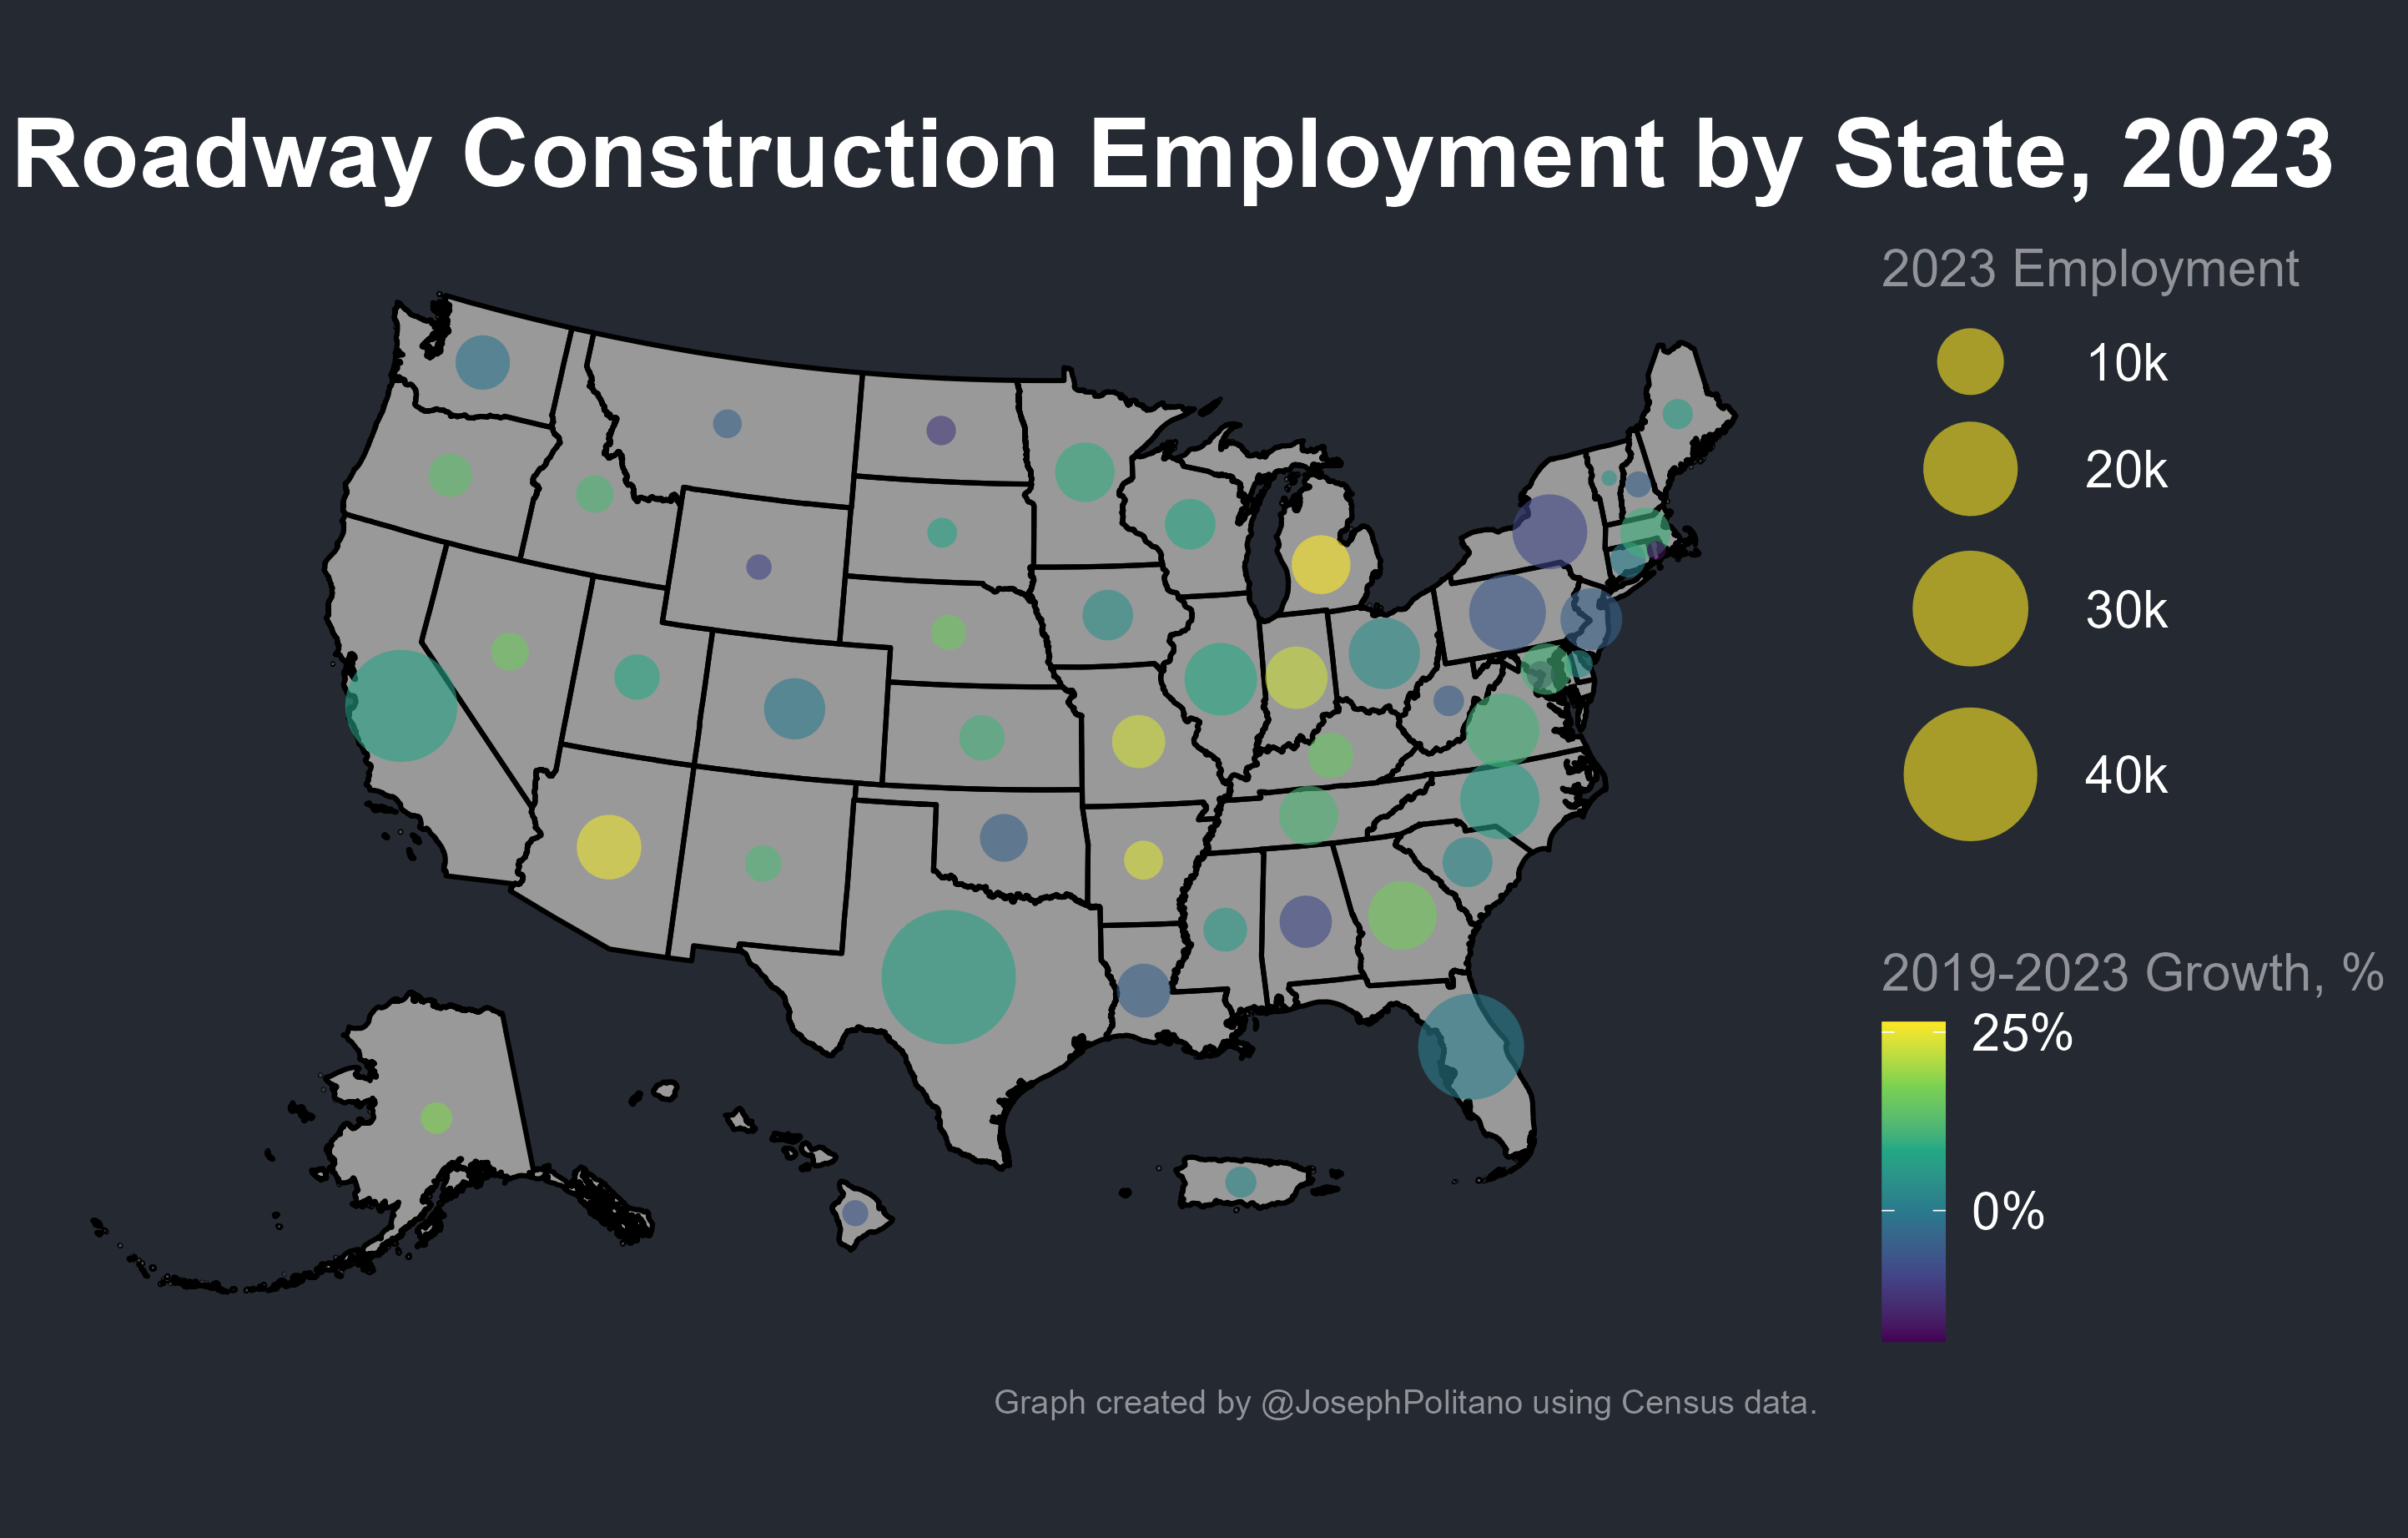 Roadway Construction Employment by State, 2023
2023 Employment
10k
20k
30k
40k
2019-2023 Growth, %
25%
0%
Graph created by @JosephPolitano using Census data.